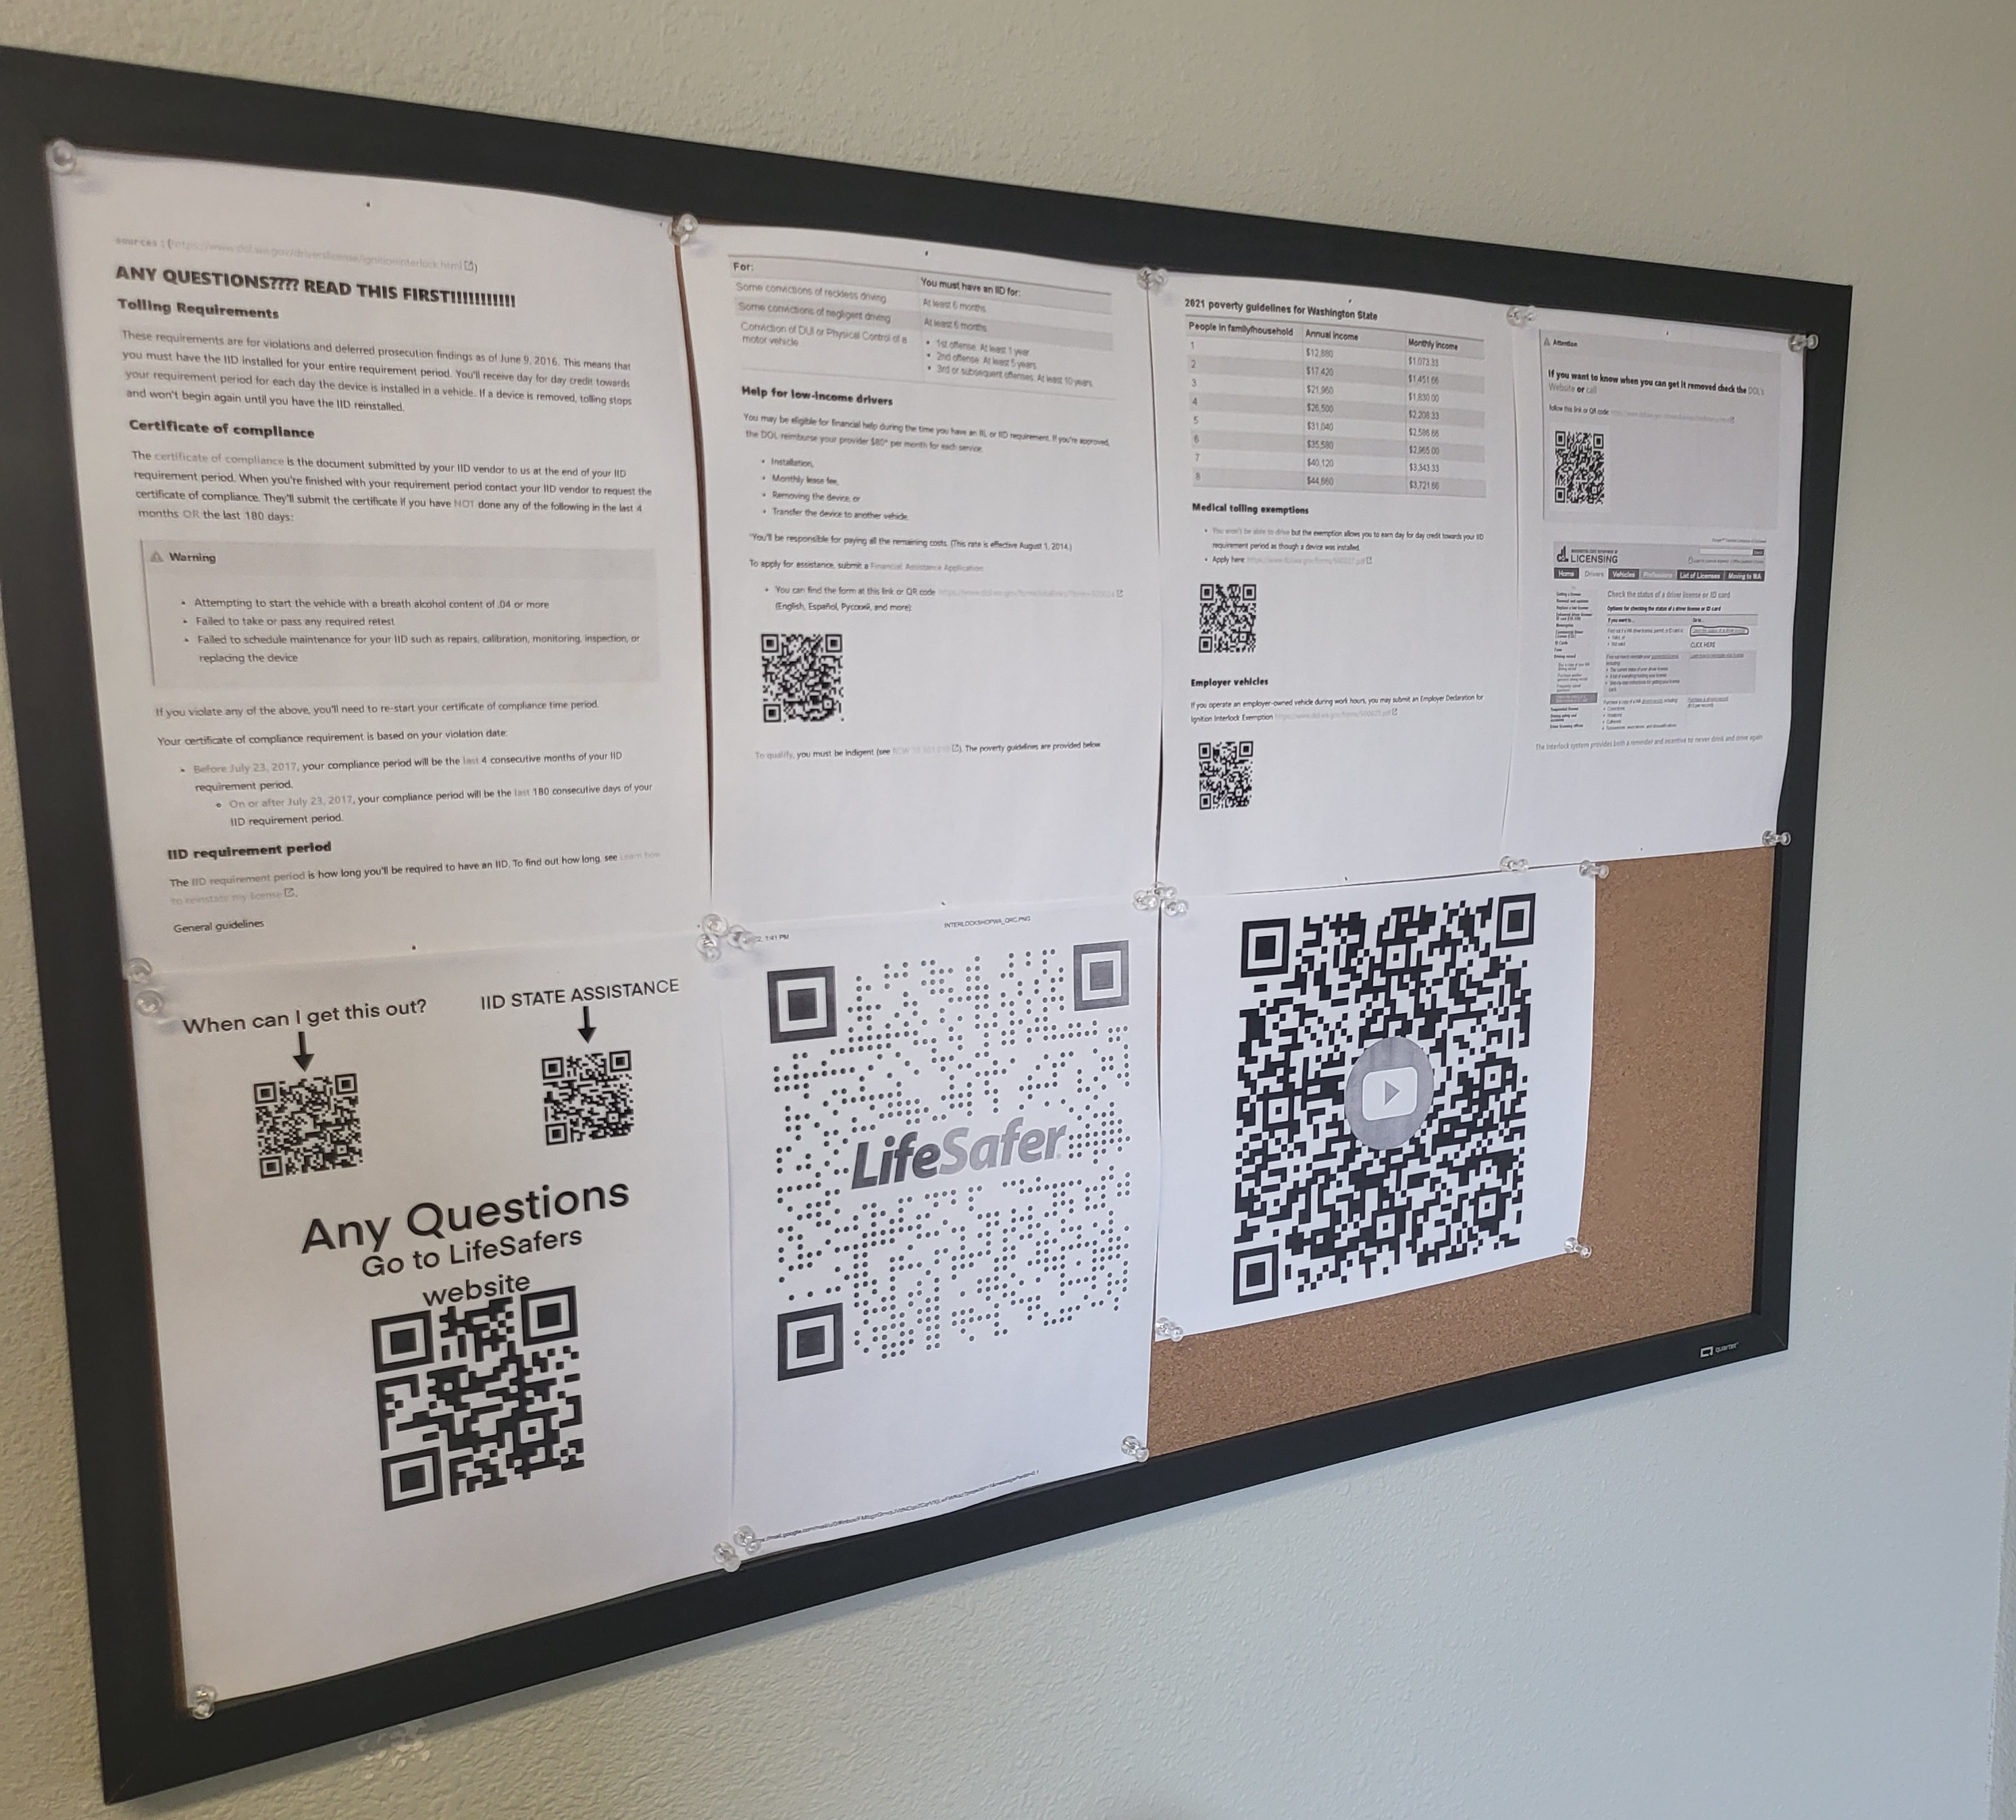 sources : (https://www.dol.wa.gov/driverslicense/ignitioninterlock.html)
ANY QUESTIONS???? READ THIS FIRST!!!!!!!!!!!
Tolling Requirements
These requirements are for violations and deferred prosecution findings as of June 9, 2016. This means that
you must have the IID installed for your entire requirement period. You'll receive day for day credit towards
your requirement period for each day the device is installed in a vehicle. If a device is removed, tolling stops
and won't begin again until you have the IID reinstalled.
Certificate of compliance
The certificate of compliance is the document submitted by your IID vendor to us at the end of your IID
requirement period. When you're finished with your requirement period contact your IID vendor to request the
certificate of compliance. They'll submit the certificate if you have NOT done any of the following in the last 4
months OR the last 180 days:
Warning
• Attempting to start the vehicle with a breath alcohol content of .04 or more
• Failed to take or pass any required retest
• Failed to schedule maintenance for your IID such as repairs, calibration, monitoring, inspection, or
replacing the device
If you violate any of the above, you'll need to re-start your certificate of compliance time period.
Your certificate of compliance requirement is based on your violation date:
• Before July 23, 2017, your compliance period will be the last 4 consecutive months of your IID
requirement period.
• On or after July 23, 2017, your compliance period will be the last 180 consecutive days of your
IID requirement period.
IID requirement period
The IID requirement period is how long you'll be required to have an IID. To find out how long, see Learn how
to reinstate my license.
General guidelines
For:
You must have an IID for:
Some convictions of reckless driving
At least 6 months
Some convictions of negligent driving
At least 6 months
Conviction of DUI or Physical Control of a
motor vehicle
• 1st offense: At least 1 year
• 2nd offense: At least 5 years
• 3rd or subsequent offenses: At least 10 years
Help for low-income drivers
You may be eligible for financial help during the time you have an IIL or IID requirement. If you're approved,
the DOL reimburse your provider $80* per month for each service:
• Installation,
• Monthly lease fee,
• Removing the device, or
• Transfer the device to another vehicle.
*You'll be responsible for paying all the remaining costs. (This rate is effective August 1, 2014.)
To apply for assistance, submit a Financial Assistance Application
• You can find the form at this link or QR code
(English, Español, Русский, and more)
To qualify, you must be indigent (see RCW 10.101.010). The poverty guidelines are provided below.
2021 poverty guidelines for Washington State
People in family/household Annual income Monthly income
1 $12,880 $1,073.33
2 $17,420 $1,451.66
3 $21,960 $1,830.00
4 $26,500 $2,208.33
5 $31,040 $2,586.66
6 $35,580 $2,965.00
7 $40,120 $3,343.33
8 $44,660 $3,721.66
Medical tolling exemptions
• You won't be able to drive but the exemption allows you to earn day for day credit towards your IID
requirement period as though a device was installed.
• Apply here
Employer vehicles
If you operate an employer-owned vehicle during work hours, you may submit an Employer Declaration for
Ignition Interlock Exemption
Attention
If you want to know when you can get it removed check the DOL's
Website or call
follow this link or QR code
LICENSING
Home Drivers Vehicles Professions List of Licenses Moving to WA
Check the status of a driver license or ID card
Options for checking the status of a driver license or ID card
If you want to... Go to...
CLICK HERE
The Interlock system provides both a reminder and incentive to never drink and drive again
When can I get this out?
IID STATE ASSISTANCE
Any Questions
Go to LifeSafers
website
1:41 PM
INTERLOCKSHOPWA_QRC.PNG
LifeSafer
quartet